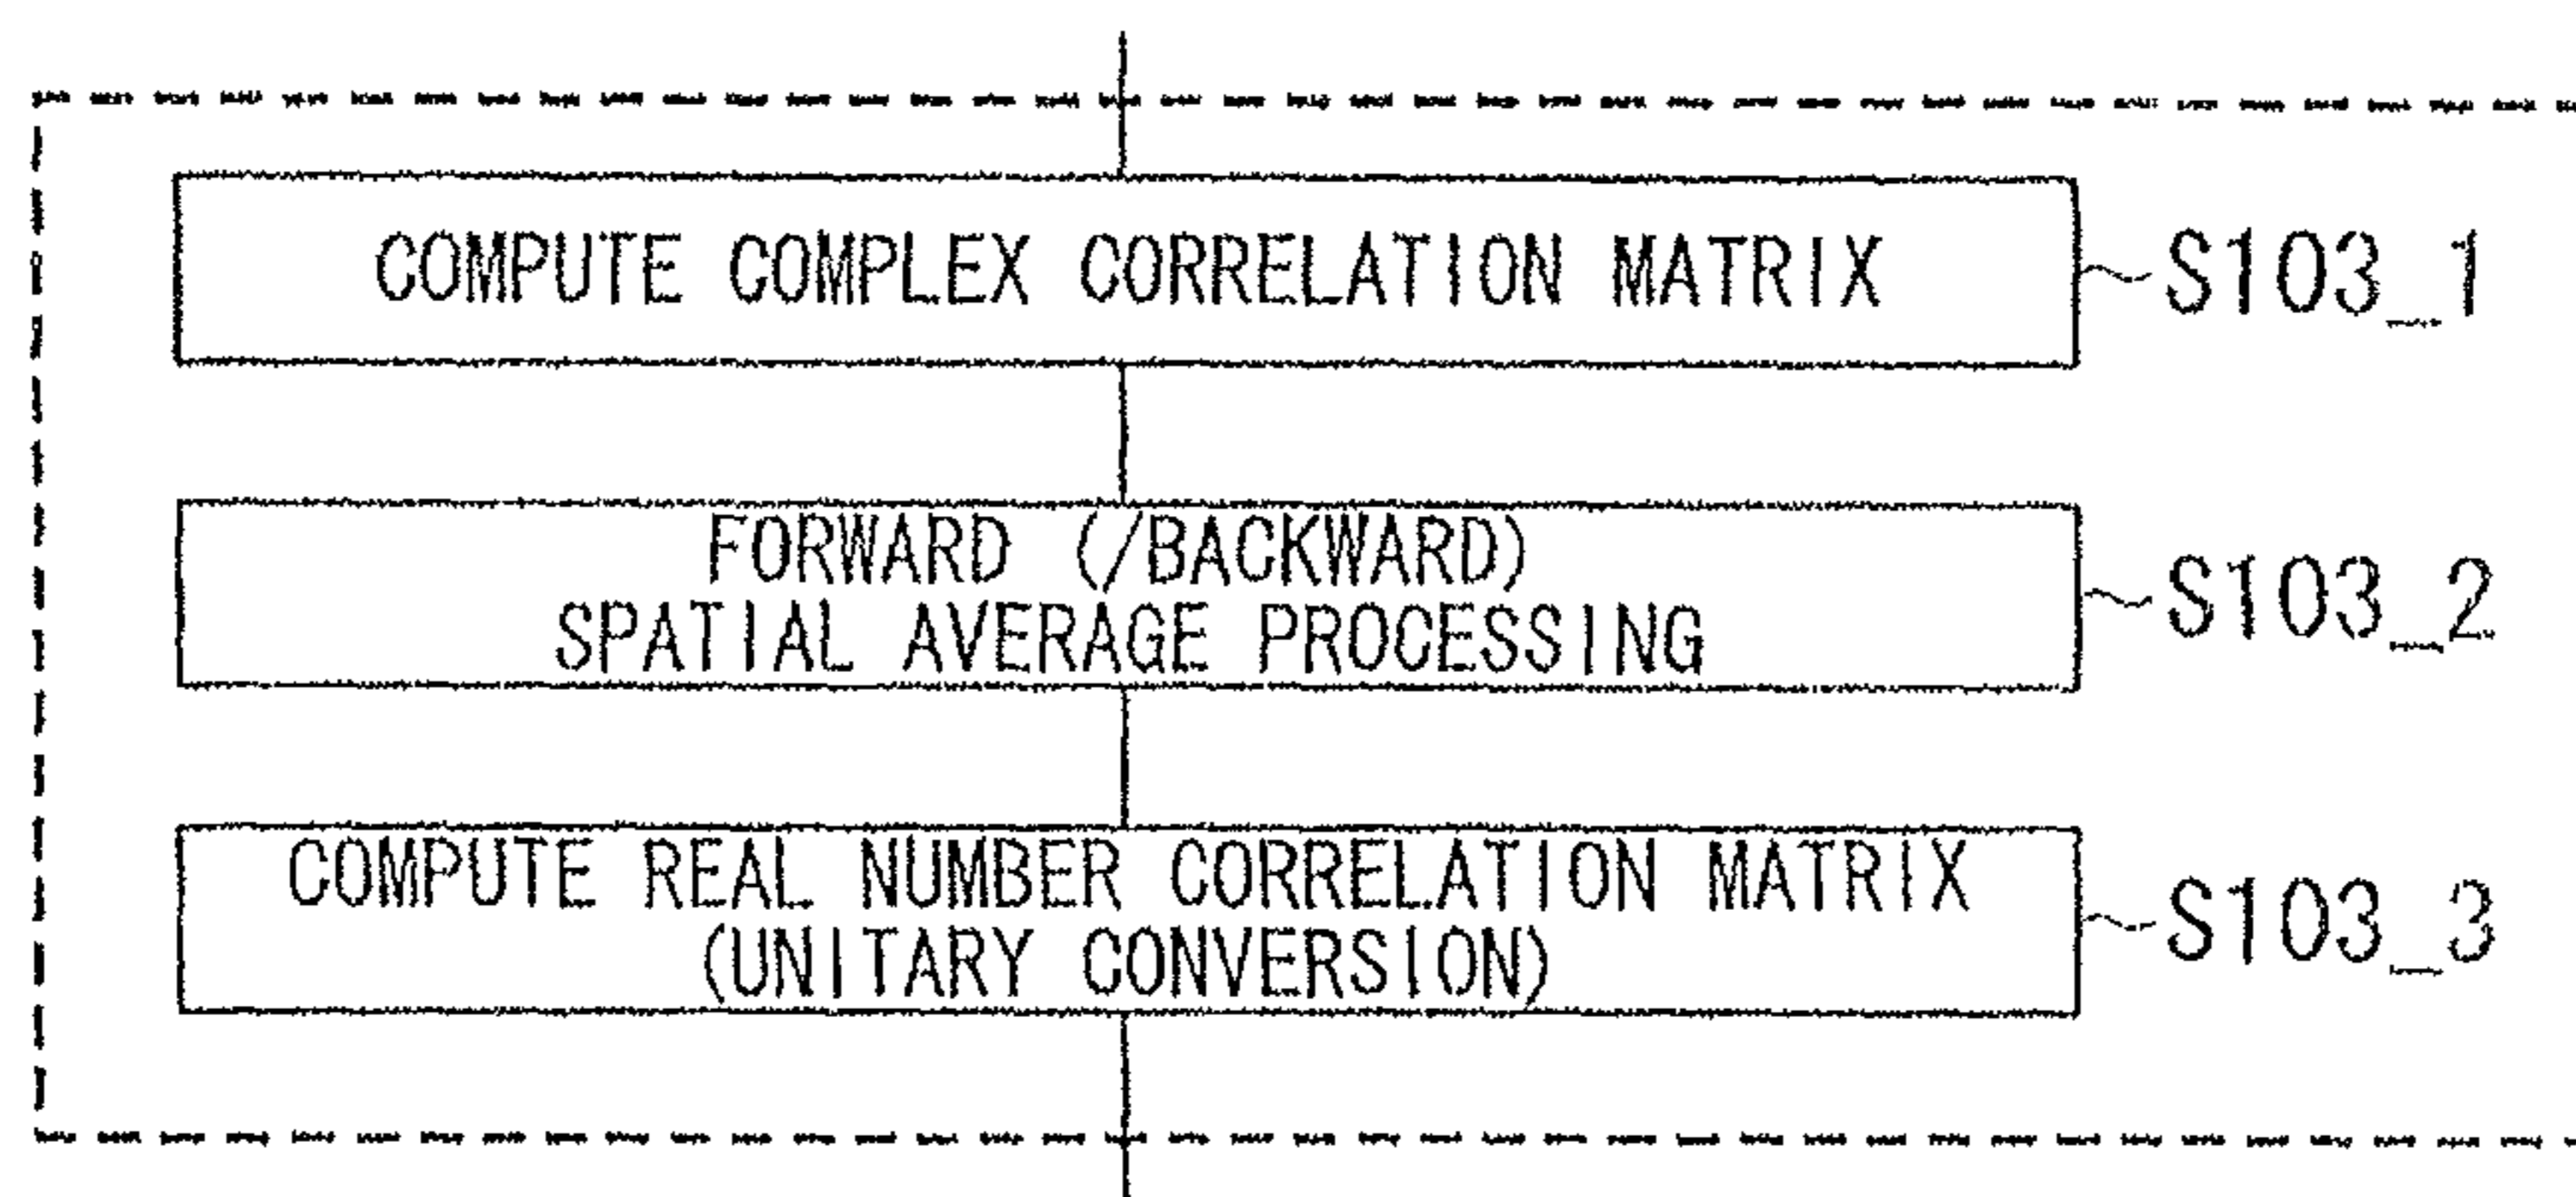 COMPUTE COMPLEX CORRELATION MATRIX
S103_1
FORWARD (/BACKWARD)
SPATIAL AVERAGE PROCESSING
S103_2
COMPUTE REAL NUMBER CORRELATION MATRIX
(UNITARY CONVERSION)
S103_3